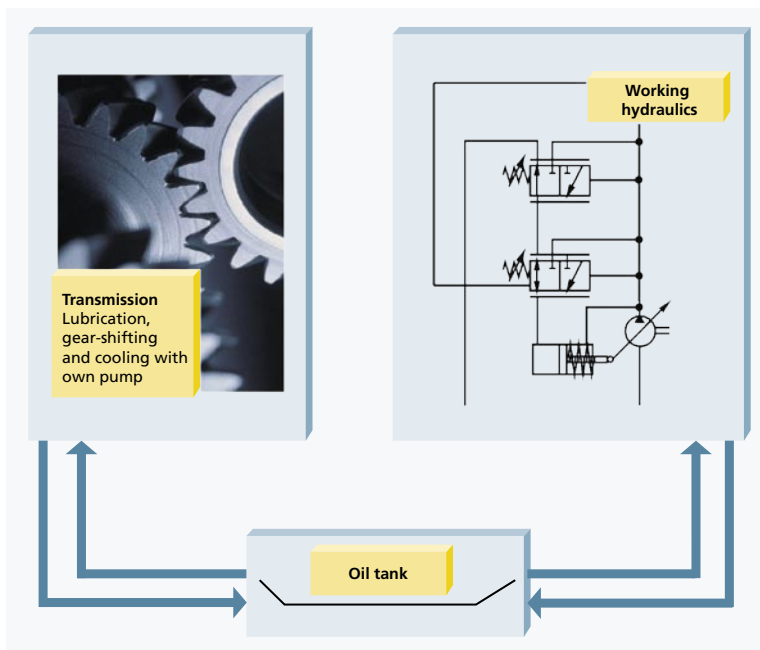 Working
hydraulics
Transmission
Lubrication,
gear-shifting
and cooling with
own pump
Oil tank